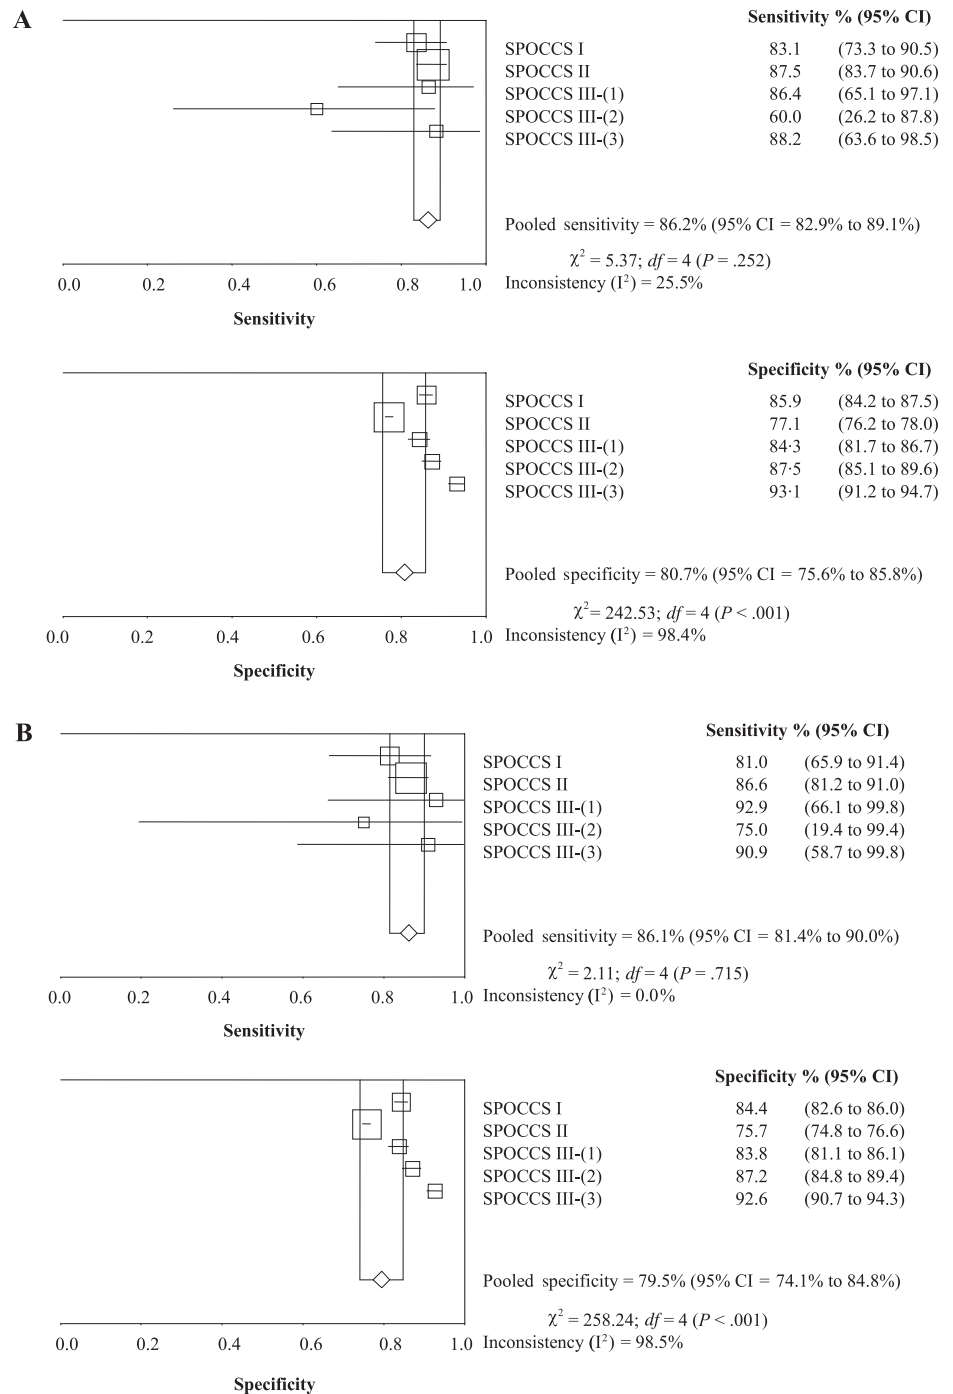 A
Sensitivity % (95% CI)
SPOCCS I 83.1 (73.3 to 90.5)
SPOCCS II 87.5 (83.7 to 90.6)
SPOCCS III-(1) 86.4 (65.1 to 97.1)
SPOCCS III-(2) 60.0 (26.2 to 87.8)
SPOCCS III-(3) 88.2 (63.6 to 98.5)
Pooled sensitivity = 86.2% (95% CI = 82.9% to 89.1%)
χ² = 5.37; df = 4 (P = .252)
Inconsistency (I²) = 25.5%
0.0 0.2 0.4 0.6 0.8 1.0
Sensitivity
Specificity % (95% CI)
SPOCCS I 85.9 (84.2 to 87.5)
SPOCCS II 77.1 (76.2 to 78.0)
SPOCCS III-(1) 84·3 (81.7 to 86.7)
SPOCCS III-(2) 87·5 (85.1 to 89.6)
SPOCCS III-(3) 93·1 (91.2 to 94.7)
Pooled specificity = 80.7% (95% CI = 75.6% to 85.8%)
χ² = 242.53; df = 4 (P < .001)
Inconsistency (I²) = 98.4%
0.0 0.2 0.4 0.6 0.8 1.0
Specificity
B
Sensitivity % (95% CI)
SPOCCS I 81.0 (65.9 to 91.4)
SPOCCS II 86.6 (81.2 to 91.0)
SPOCCS III-(1) 92.9 (66.1 to 99.8)
SPOCCS III-(2) 75.0 (19.4 to 99.4)
SPOCCS III-(3) 90.9 (58.7 to 99.8)
Pooled sensitivity = 86.1% (95% CI = 81.4% to 90.0%)
χ² = 2.11; df = 4 (P = .715)
Inconsistency (I²) = 0.0%
0.0 0.2 0.4 0.6 0.8 1.0
Sensitivity
Specificity % (95% CI)
SPOCCS I 84.4 (82.6 to 86.0)
SPOCCS II 75.7 (74.8 to 76.6)
SPOCCS III-(1) 83.8 (81.1 to 86.1)
SPOCCS III-(2) 87.2 (84.8 to 89.4)
SPOCCS III-(3) 92.6 (90.7 to 94.3)
Pooled specificity = 79.5% (95% CI = 74.1% to 84.8%)
χ² = 258.24; df = 4 (P < .001)
Inconsistency (I²) = 98.5%
0.0 0.2 0.4 0.6 0.8 1.0
Specificity